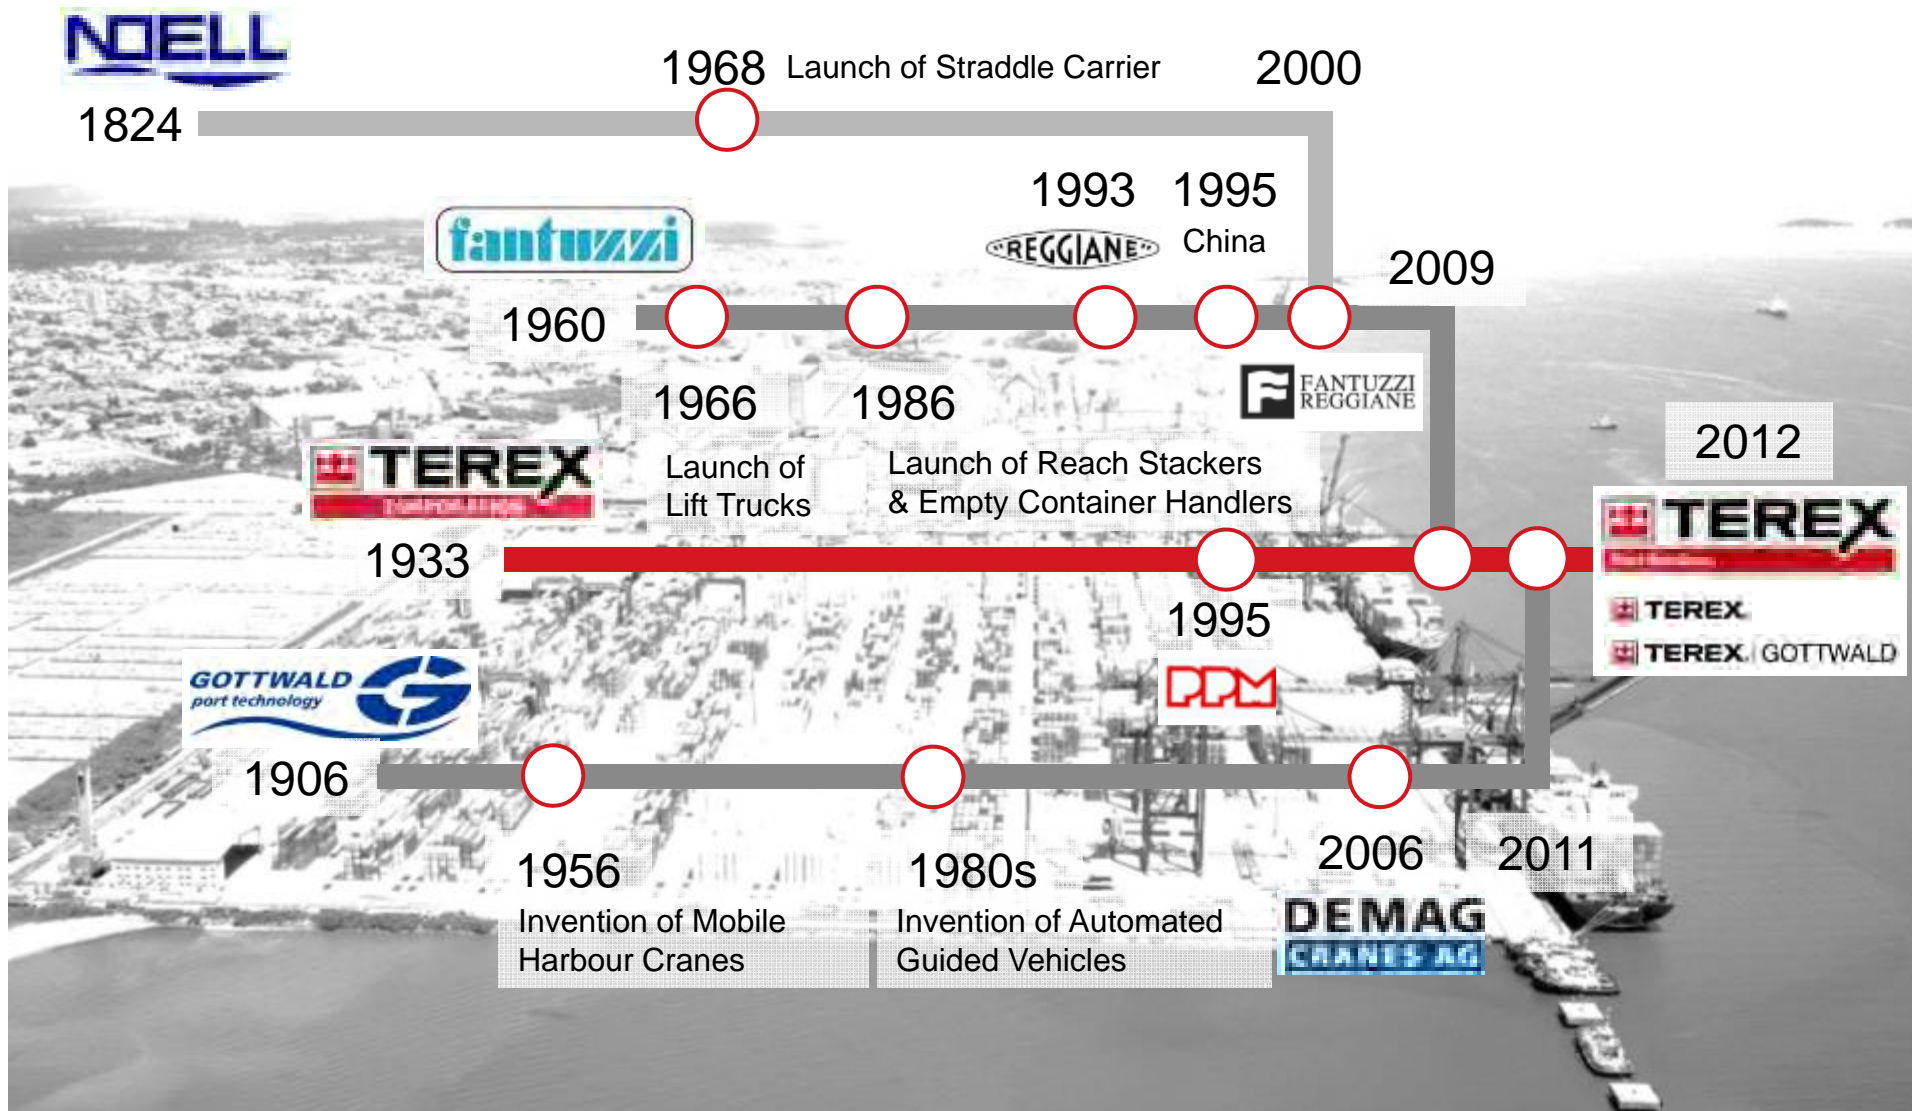 NOELL
1968 Launch of Straddle Carrier 2000
1824
1993 1995
fantuzzi
"REGGIANE" China
2009
1960
1966 1986
FANTUZZI
REGGIANE
2012
TEREX
CORPORATION
Launch of
Lift Trucks
Launch of Reach Stackers
& Empty Container Handlers
1933
TEREX
1995
TEREX
TEREX GOTTWALD
GOTTWALD
port technology
PPM
1906
1956
Invention of Mobile
Harbour Cranes
1980s
Invention of Automated
Guided Vehicles
2006 2011
DEMAG
CRANES AG